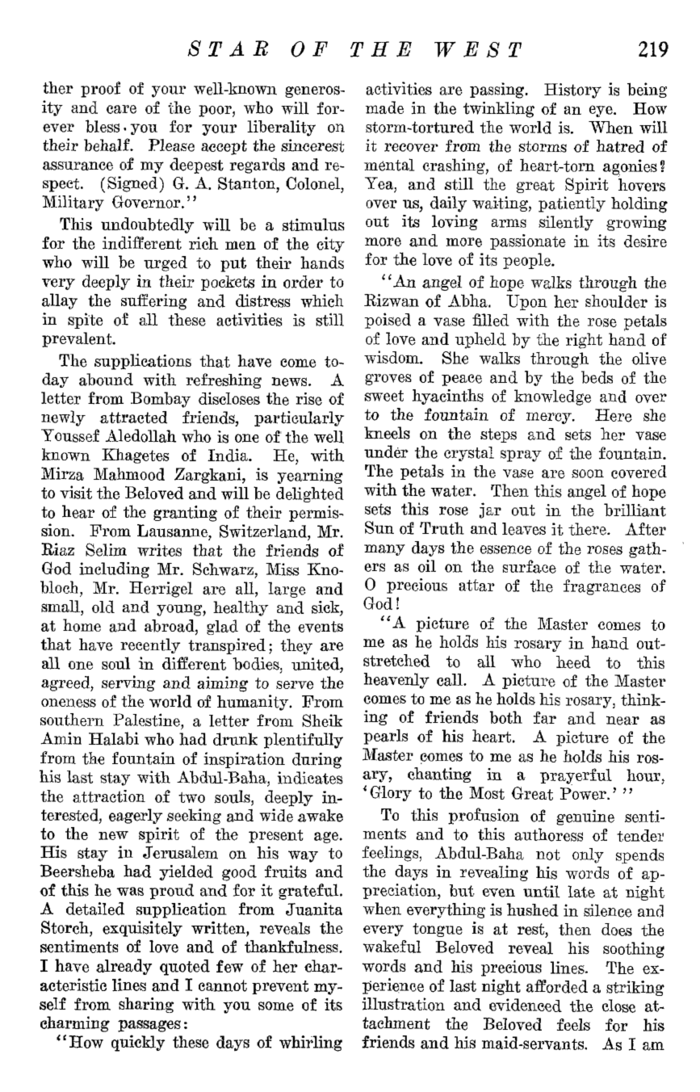 STAR OF THE WEST 219
ther proof of your well-known generos-
ity and care of the poor, who will for-
ever bless you for your liberality on
their behalf. Please accept the sincerest
assurance of my deepest regards and re-
spect. (Signed) G. A. Stanton, Colonel,
Military Governor.''
This undoubtedly will be a stimulus
for the indifferent rich men of the city
who will be urged to put their hands
very deeply in their pockets in order to
allay the suffering and distress which
in spite of all these activities is still
prevalent.
The supplications that have come to-
day abound with refreshing news. A
letter from Bombay discloses the rise of
newly attracted friends, particularly
Youssef Aledollah who is one of the well
known Khagetes of India. He, with
Mirza Mahmood Zargkani, is yearning
to visit the Beloved and will be delighted
to hear of the granting of their permis-
sion. From Lausanne, Switzerland, Mr.
Riaz Selim writes that the friends of
God including Mr. Schwarz, Miss Kno-
bloch, Mr. Herrigel are all, large and
small, old and young, healthy and sick,
at home and abroad, glad of the events
that have recently transpired; they are
all one soul in different bodies, united,
agreed, serving and aiming to serve the
oneness of the world of humanity. From
southern Palestine, a letter from Sheik
Amin Halabi who had drunk plentifully
from the fountain of inspiration during
his last stay with Abdul-Baha, indicates
the attraction of two souls, deeply in-
terested, eagerly seeking and wide awake
to the new spirit of the present age.
His stay in Jerusalem on his way to
Beersheba had yielded good fruits and
of this he was proud and for it grateful.
A detailed supplication from Juanita
Storch, exquisitely written, reveals the
sentiments of love and of thankfulness.
I have already quoted few of her char-
acteristic lines and I cannot prevent my-
self from sharing with you some of its
charming passages:
''How quickly these days of whirling
activities are passing. History is being
made in the twinkling of an eye. How
storm-tortured the world is. When will
it recover from the storms of hatred of
mental crashing, of heart-torn agonies?
Yea, and still the great Spirit hovers
over us, daily waiting, patiently holding
out its loving arms silently growing
more and more passionate in its desire
for the love of its people.
''An angel of hope walks through the
Rizwan of Abha. Upon her shoulder is
poised a vase filled with the rose petals
of love and upheld by the right hand of
wisdom. She walks through the olive
groves of peace and by the beds of the
sweet hyacinths of knowledge and over
to the fountain of mercy. Here she
kneels on the steps and sets her vase
under the crystal spray of the fountain.
The petals in the vase are soon covered
with the water. Then this angel of hope
sets this rose jar out in the brilliant
Sun of Truth and leaves it there. After
many days the essence of the roses gath-
ers as oil on the surface of the water.
O precious attar of the fragrances of
God!
''A picture of the Master comes to
me as he holds his rosary in hand out-
stretched to all who heed to this
heavenly call. A picture of the Master
comes to me as he holds his rosary, think-
ing of friends both far and near as
pearls of his heart. A picture of the
Master comes to me as he holds his ros-
ary, chanting in a prayerful hour,
'Glory to the Most Great Power.' ''
To this profusion of genuine senti-
ments and to this authoress of tender
feelings, Abdul-Baha not only spends
the days in revealing his words of ap-
preciation, but even until late at night
when everything is hushed in silence and
every tongue is at rest, then does the
wakeful Beloved reveal his soothing
words and his precious lines. The ex-
perience of last night afforded a striking
illustration and evidenced the close at-
tachment the Beloved feels for his
friends and his maid-servants. As I am